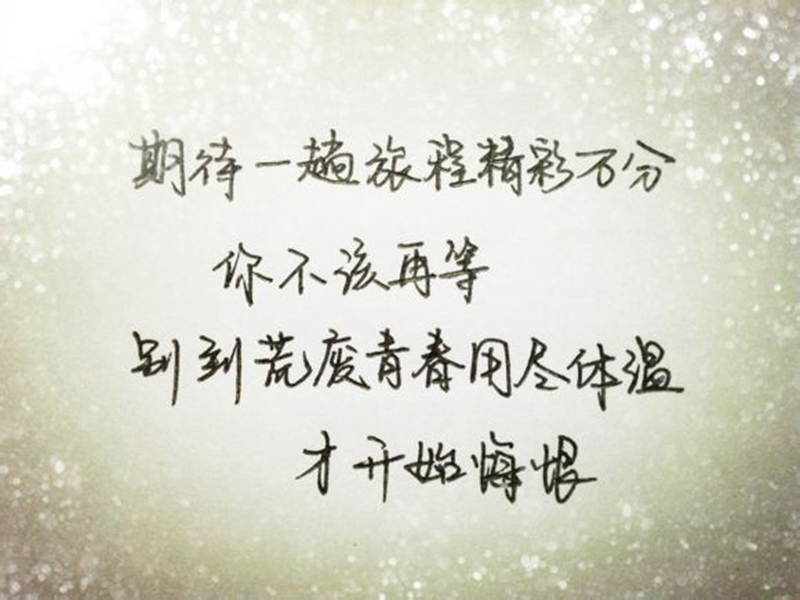 期待一趟旅程精彩万分
你不该再等
别到荒废青春用尽体温
才开始悔恨